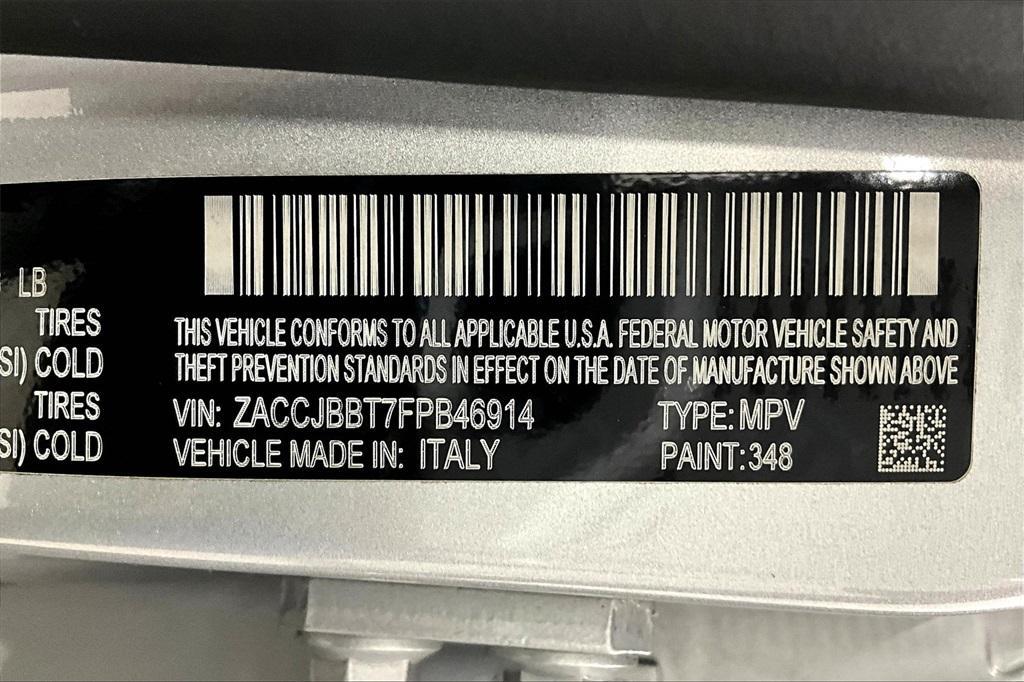 LB
TIRES
SI) COLD
TIRES
SI) COLD
THIS VEHICLE CONFORMS TO ALL APPLICABLE U.S.A. FEDERAL MOTOR VEHICLE SAFETY AND
THEFT PREVENTION STANDARDS IN EFFECT ON THE DATE OF MANUFACTURE SHOWN ABOVE
VIN: ZACCJBBT7FPB46914 TYPE: MPV
VEHICLE MADE IN: ITALY PAINT: 348